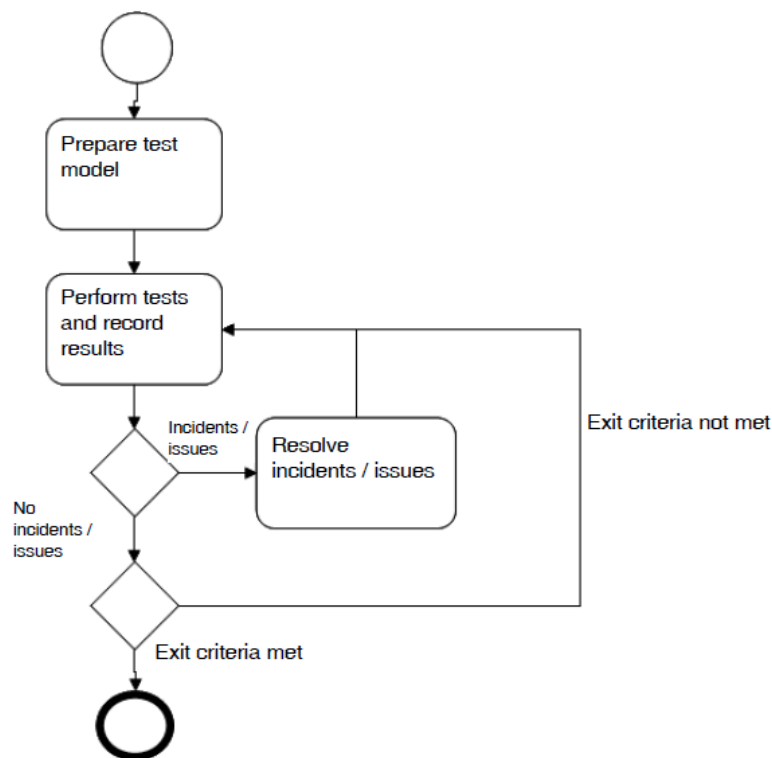 Prepare test
model
Perform tests
and record
results
Incidents /
issues
Resolve
incidents / issues
Exit criteria not met
No
incidents /
issues
Exit criteria met